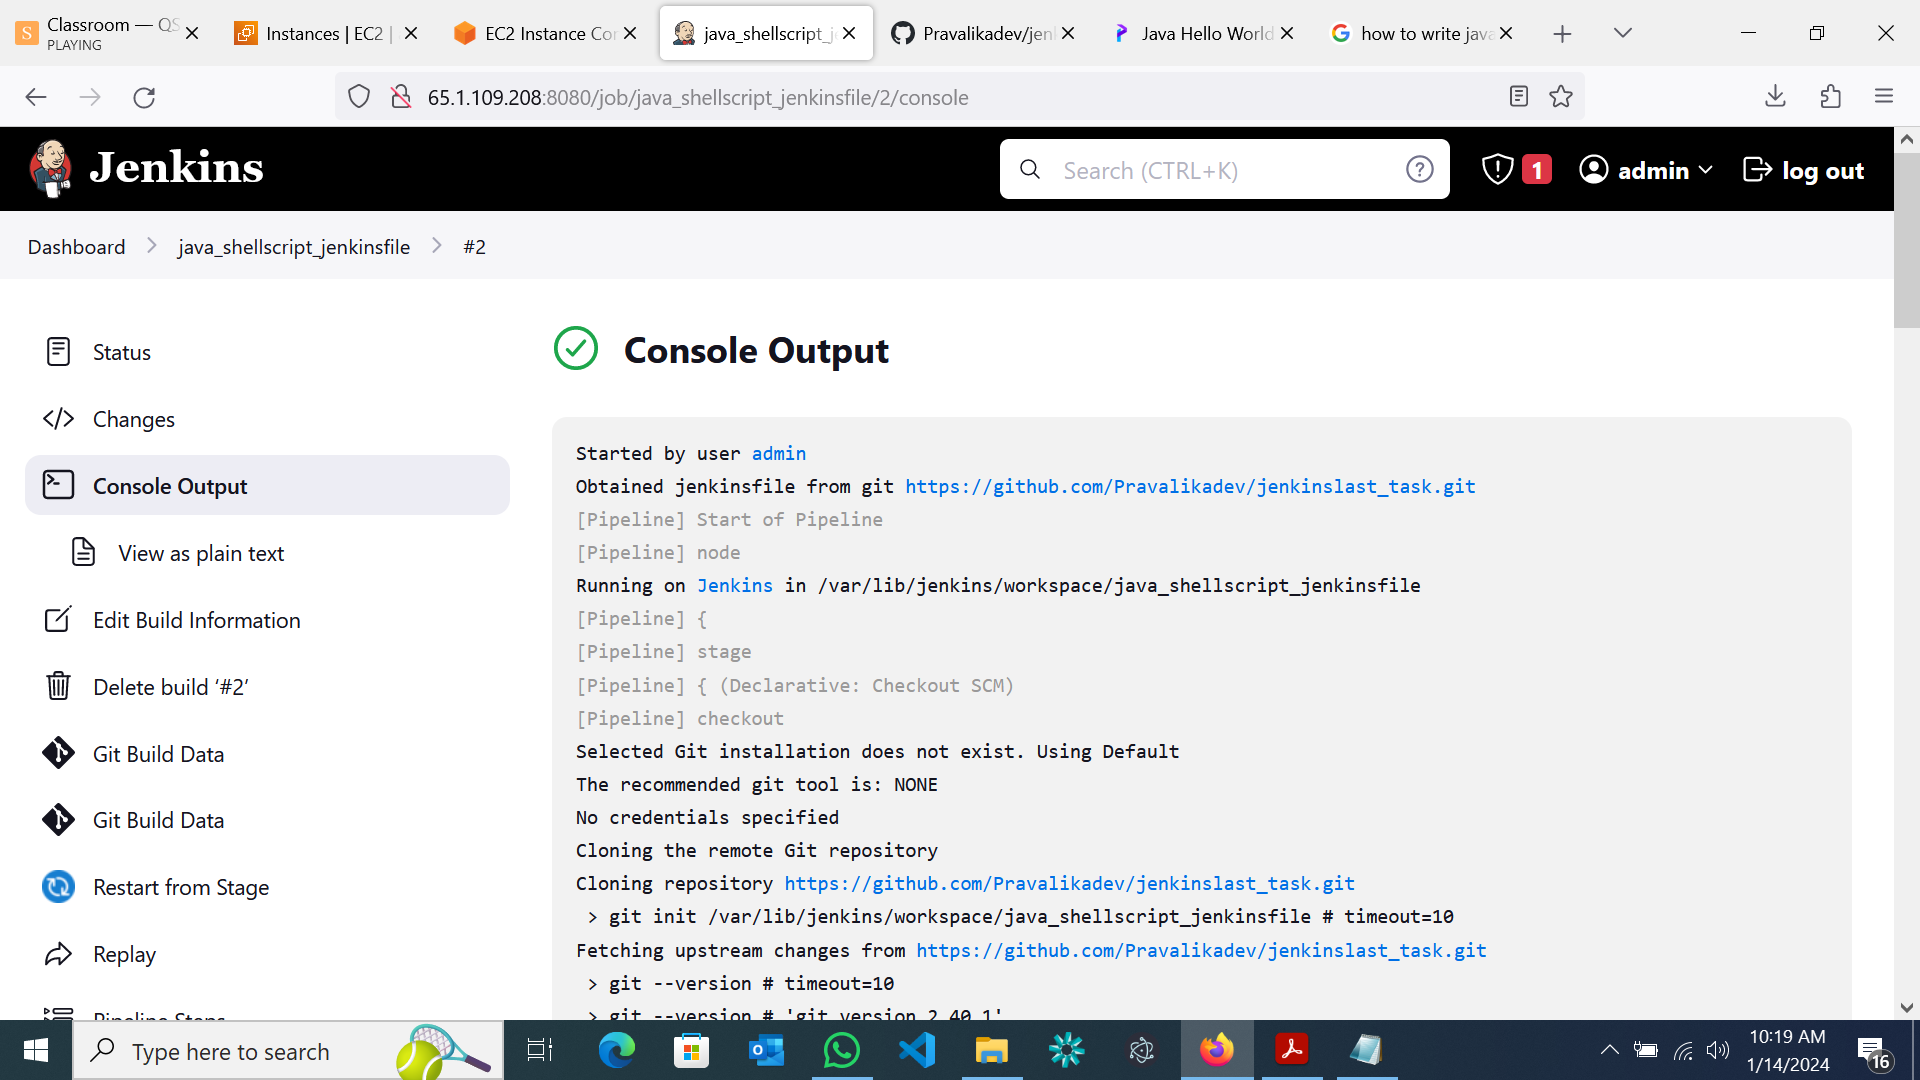 Classroom — QS
PLAYING
Instances | EC2 |
EC2 Instance Con
java_shellscript_je
Pravalikadev/jenl
Java Hello World
how to write java
65.1.109.208:8080/job/java_shellscript_jenkinsfile/2/console
Jenkins
Search (CTRL+K)
1
admin
log out
Dashboard
java_shellscript_jenkinsfile
#2
Status
Changes
Console Output
View as plain text
Edit Build Information
Delete build ‘#2’
Git Build Data
Git Build Data
Restart from Stage
Replay
Pipeline Steps
Console Output
Started by user admin
Obtained jenkinsfile from git https://github.com/Pravalikadev/jenkinslast_task.git
[Pipeline] Start of Pipeline
[Pipeline] node
Running on Jenkins in /var/lib/jenkins/workspace/java_shellscript_jenkinsfile
[Pipeline] {
[Pipeline] stage
[Pipeline] { (Declarative: Checkout SCM)
[Pipeline] checkout
Selected Git installation does not exist. Using Default
The recommended git tool is: NONE
No credentials specified
Cloning the remote Git repository
Cloning repository https://github.com/Pravalikadev/jenkinslast_task.git
> git init /var/lib/jenkins/workspace/java_shellscript_jenkinsfile # timeout=10
Fetching upstream changes from https://github.com/Pravalikadev/jenkinslast_task.git
> git --version # timeout=10
> git --version # 'git version 2.40.1'
Type here to search
10:19 AM
1/14/2024
16